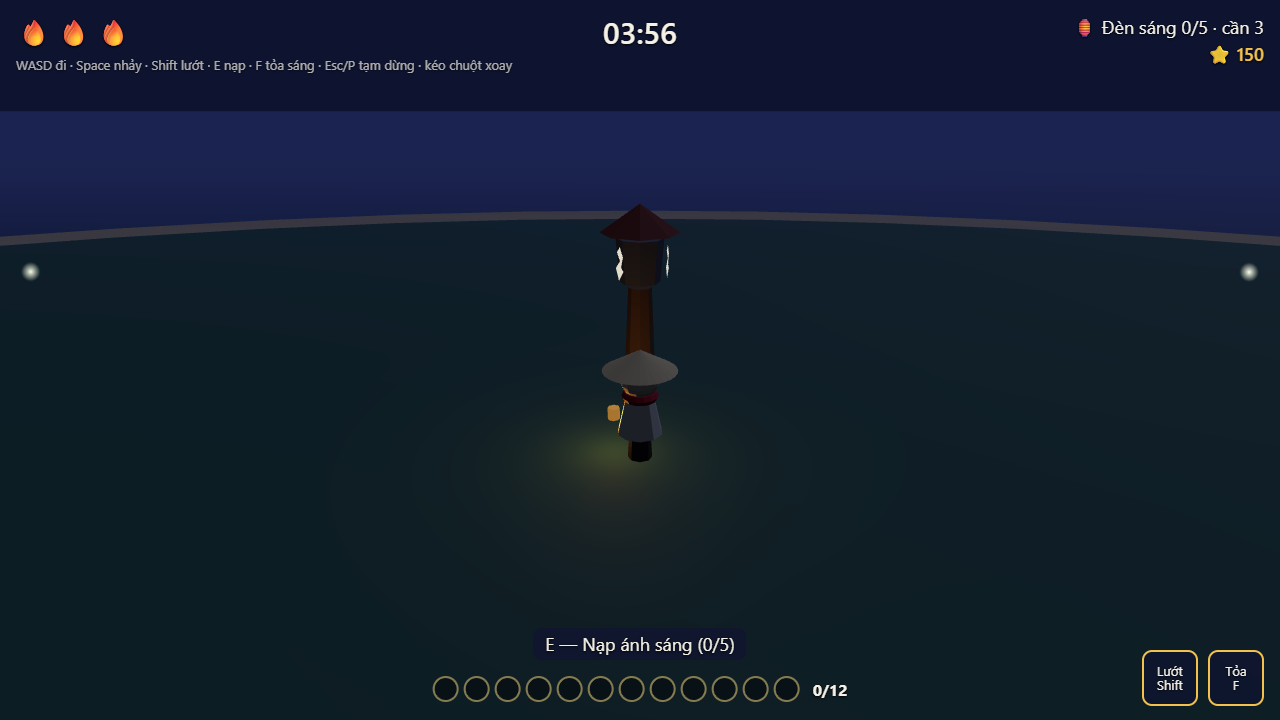 03:56
Đèn sáng 0/5 · cần 3
150
WASD đi · Space nhảy · Shift lướt · E nạp · F tỏa sáng · Esc/P tạm dừng · kéo chuột xoay
E — Nạp ánh sáng (0/5)
0/12
Lướt
Shift
Tỏa
F